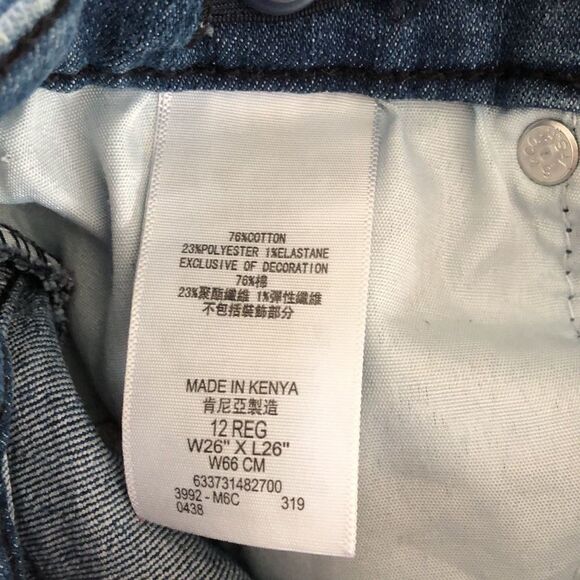 76%COTTON
23%POLYESTER 1%ELASTANE
EXCLUSIVE OF DECORATION
76%棉
23%聚酯纖維 1%彈性纖維
不包括裝飾部分
MADE IN KENYA
肯尼亞製造
12 REG
W26" X L26"
W66 CM
633731482700
3992 - M6C 319
0438